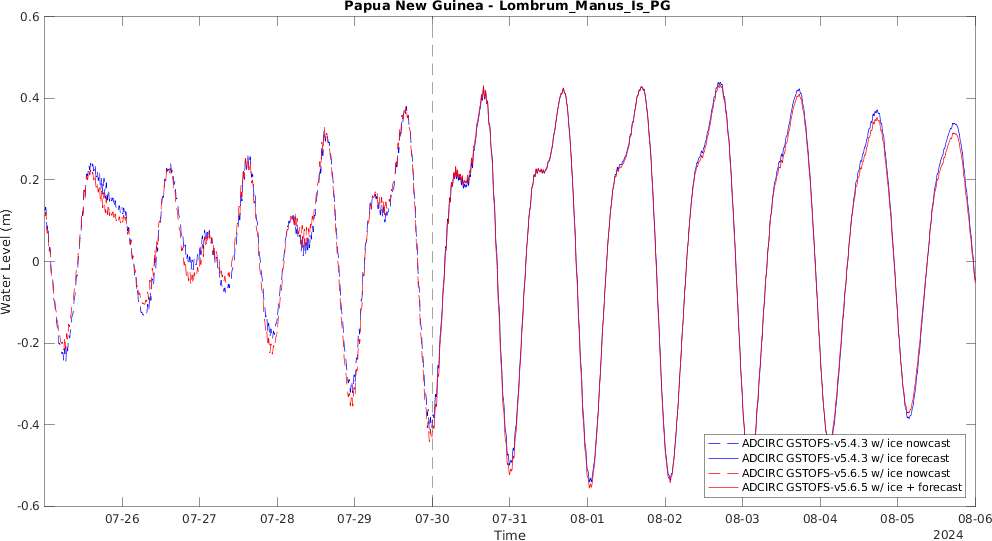 Papua New Guinea - Lombrum_Manus_Is_PG
0.6
0.4
0.2
0
-0.2
-0.4
-0.6
Water Level (m)
ADCIRC GSTOFS-v5.4.3 w/ ice nowcast
ADCIRC GSTOFS-v5.4.3 w/ ice forecast
ADCIRC GSTOFS-v5.6.5 w/ ice nowcast
ADCIRC GSTOFS-v5.6.5 w/ ice + forecast
07-26 07-27 07-28 07-29 07-30 07-31 08-01 08-02 08-03 08-04 08-05 08-06
Time
2024